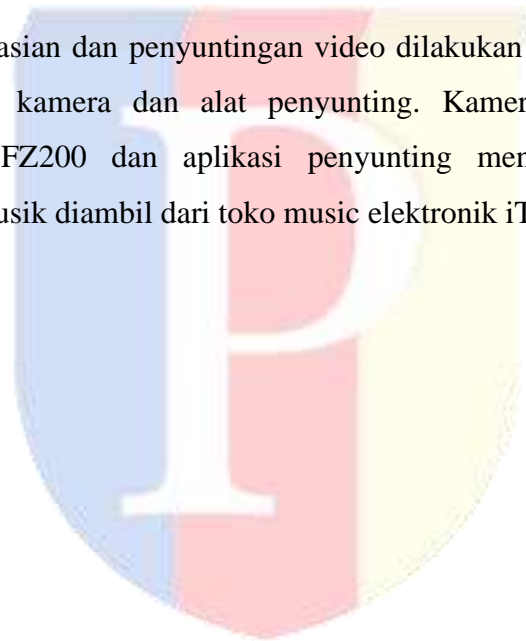 asian dan penyuntingan video dilakukan
kamera dan alat penyunting. Kamer
FZ200 dan aplikasi penyunting men
usik diambil dari toko music elektronik iT
P